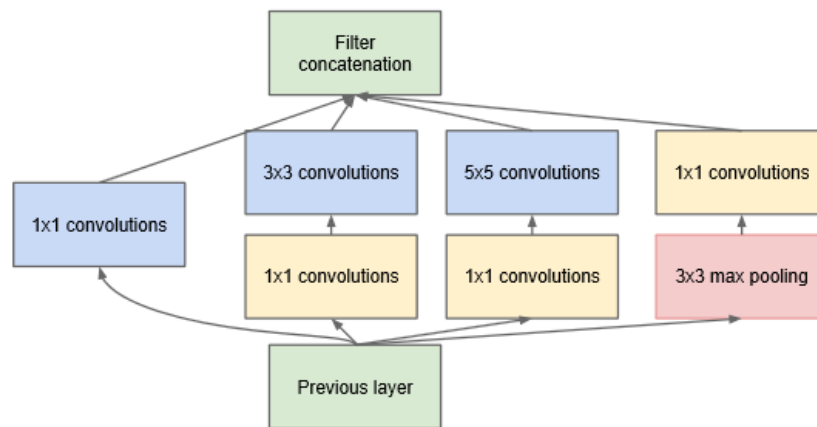 Filter
concatenation
3x3 convolutions
5x5 convolutions
1x1 convolutions
1x1 convolutions
1x1 convolutions
1x1 convolutions
3x3 max pooling
Previous layer